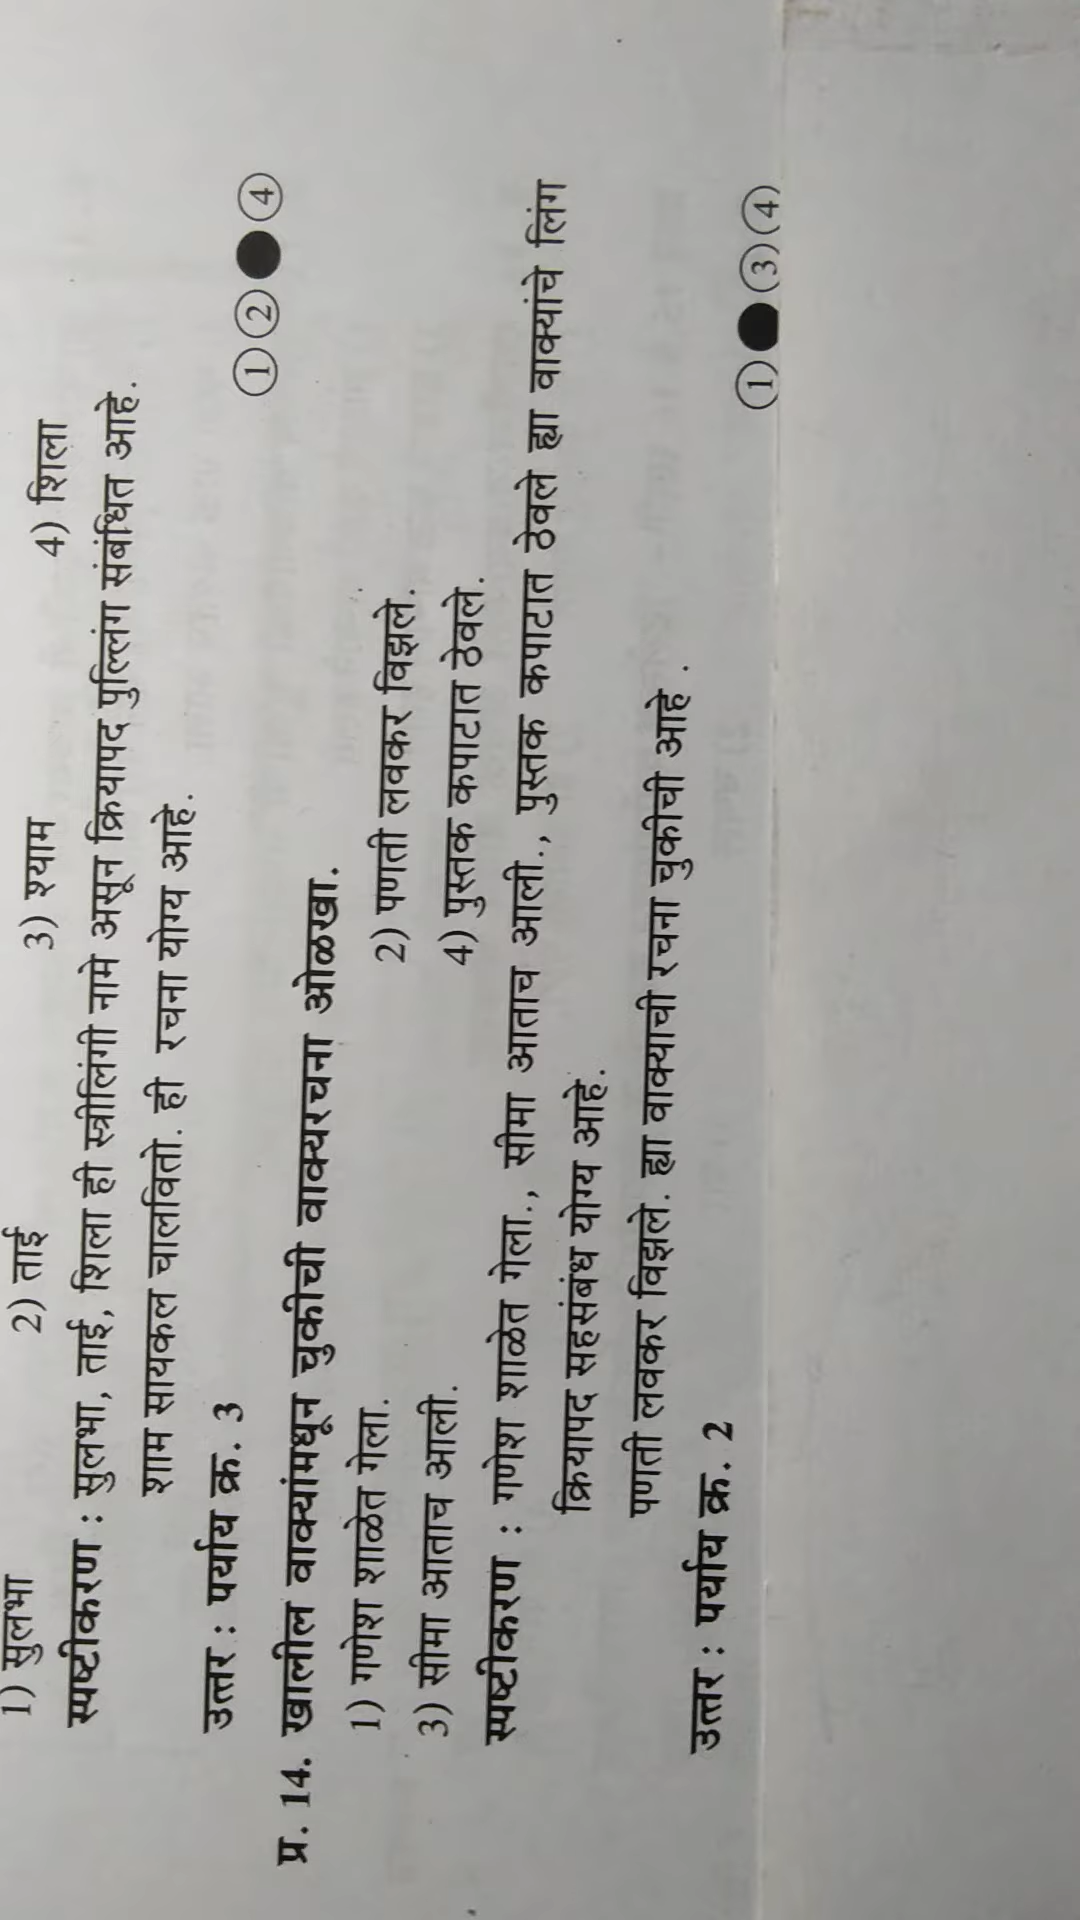 1) सुलभा 2) ताई 3) श्याम 4) शिला
स्पष्टीकरण : सुलभा, ताई, शिला ही स्त्रीलिंगी नामे असून क्रियापद पुल्लिंग संबंधित आहे.
शाम सायकल चालवितो. ही रचना योग्य आहे.
उत्तर : पर्याय क्र. 3 1 2 ● 4
प्र. 14. खालील वाक्यांमधून चुकीची वाक्यरचना ओळखा.
1) गणेश शाळेत गेला. 2) पणती लवकर विझले.
3) सीमा आताच आली. 4) पुस्तक कपाटात ठेवले.
स्पष्टीकरण : गणेश शाळेत गेला., सीमा आताच आली., पुस्तक कपाटात ठेवले ह्या वाक्यांचे लिंग
क्रियापद सहसंबंध योग्य आहे.
पणती लवकर विझले. ह्या वाक्याची रचना चुकीची आहे .
उत्तर : पर्याय क्र. 2 1 ● 3 4